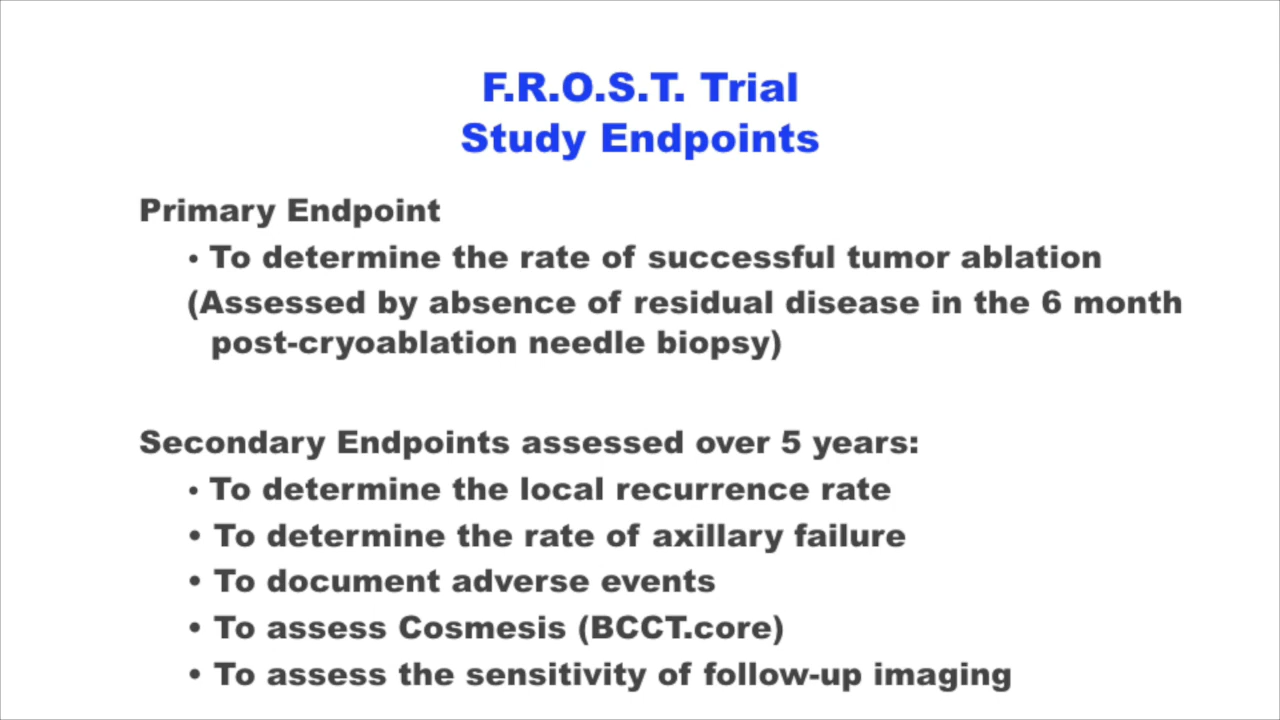 F.R.O.S.T. Trial
Study Endpoints
Primary Endpoint
• To determine the rate of successful tumor ablation
(Assessed by absence of residual disease in the 6 month
post-cryoablation needle biopsy)
Secondary Endpoints assessed over 5 years:
• To determine the local recurrence rate
• To determine the rate of axillary failure
• To document adverse events
• To assess Cosmesis (BCCT.core)
• To assess the sensitivity of follow-up imaging